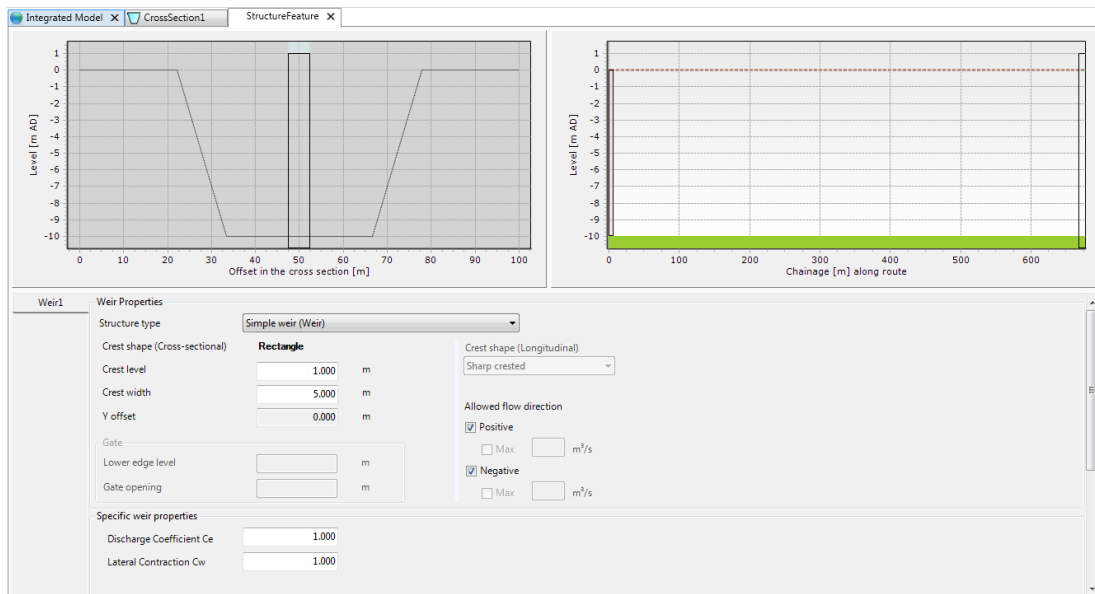 Integrated Model X CrossSection1 StructureFeature X
1
0
-1
-2
-3
-4
-5
-6
-7
-8
-9
-10
Level [m AD]
0 10 20 30 40 50 60 70 80 90 100
Offset in the cross section [m]
1
0
-1
-2
-3
-4
-5
-6
-7
-8
-9
-10
Level [m AD]
0 100 200 300 400 500 600
Chainage [m] along route
Weir1
Weir Properties
Structure type Simple weir (Weir)
Crest shape (Cross-sectional) Rectangle
Crest level 1.000 m
Crest width 5.000 m
Y offset 0.000 m
Gate
Lower edge level m
Gate opening m
Crest shape (Longitudinal)
Sharp crested
Allowed flow direction
Positive
Max m³/s
Negative
Max m³/s
Specific weir properties
Discharge Coefficient Ce 1.000
Lateral Contraction Cw 1.000